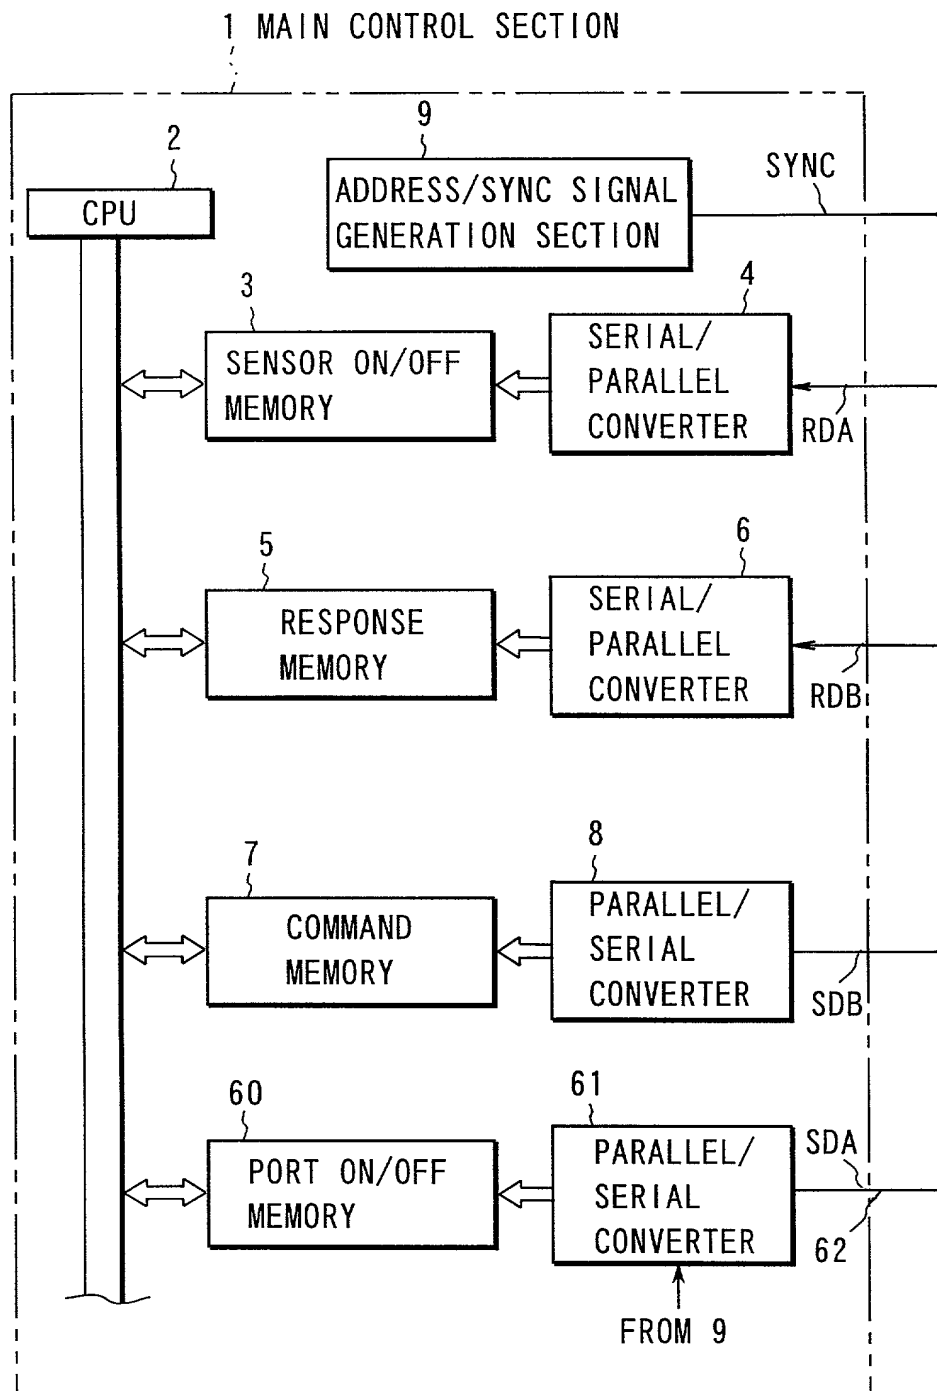 1 MAIN CONTROL SECTION
9
2
SYNC
CPU
ADDRESS/SYNC SIGNAL
GENERATION SECTION
3
4
SENSOR ON/OFF
MEMORY
SERIAL/
PARALLEL
CONVERTER
RDA
5
6
RESPONSE
MEMORY
SERIAL/
PARALLEL
CONVERTER
RDB
7
8
COMMAND
MEMORY
PARALLEL/
SERIAL
CONVERTER
SDB
60
61
PORT ON/OFF
MEMORY
PARALLEL/
SERIAL
CONVERTER
SDA
62
FROM 9